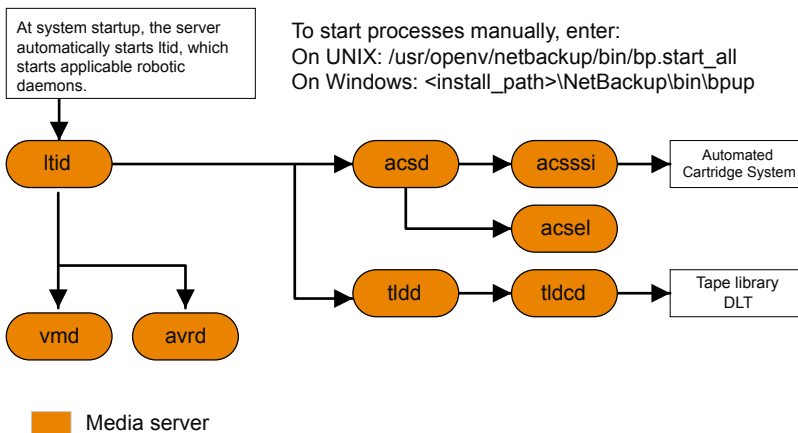 At system startup, the server
automatically starts ltid, which
starts applicable robotic
daemons.
To start processes manually, enter:
On UNIX: /usr/openv/netbackup/bin/bp.start_all
On Windows: <install_path>\NetBackup\bin\bpup
ltid
acsd
acsssi
Automated
Cartridge System
acsel
tldd
tldcd
Tape library
DLT
vmd
avrd
Media server